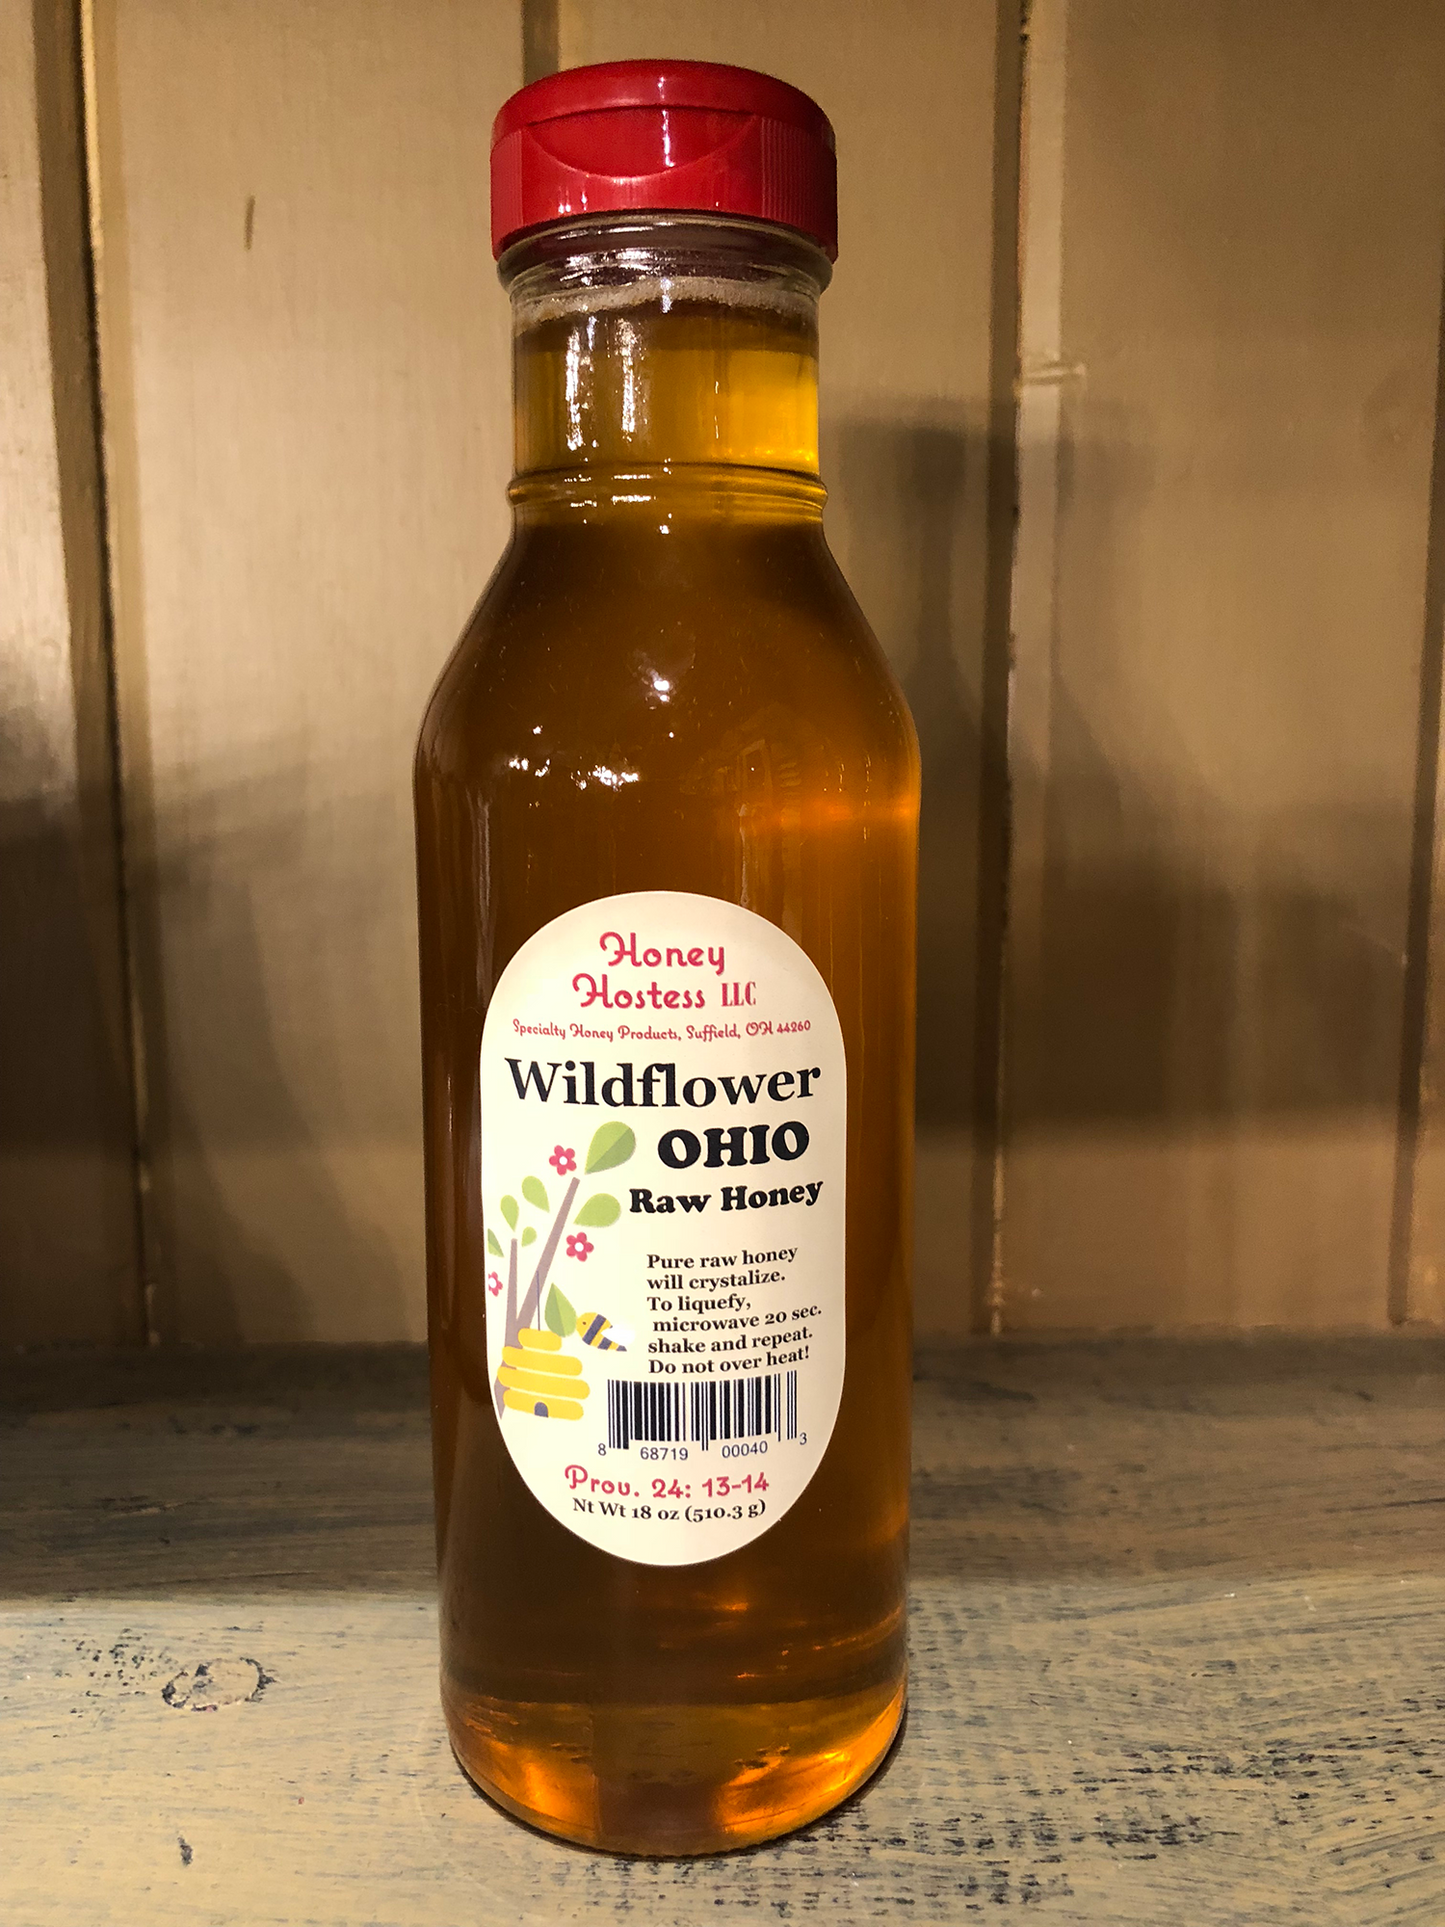 Honey
Hostess LLC
Specialty Honey Products, Suffield, OH 44260
Wildflower
OHIO
Raw Honey
Pure raw honey
will crystalize.
To liquefy,
microwave 20 sec.
shake and repeat.
Do not over heat!
8 68719 00040 3
Prov. 24: 13-14
Nt Wt 18 oz (510.3 g)